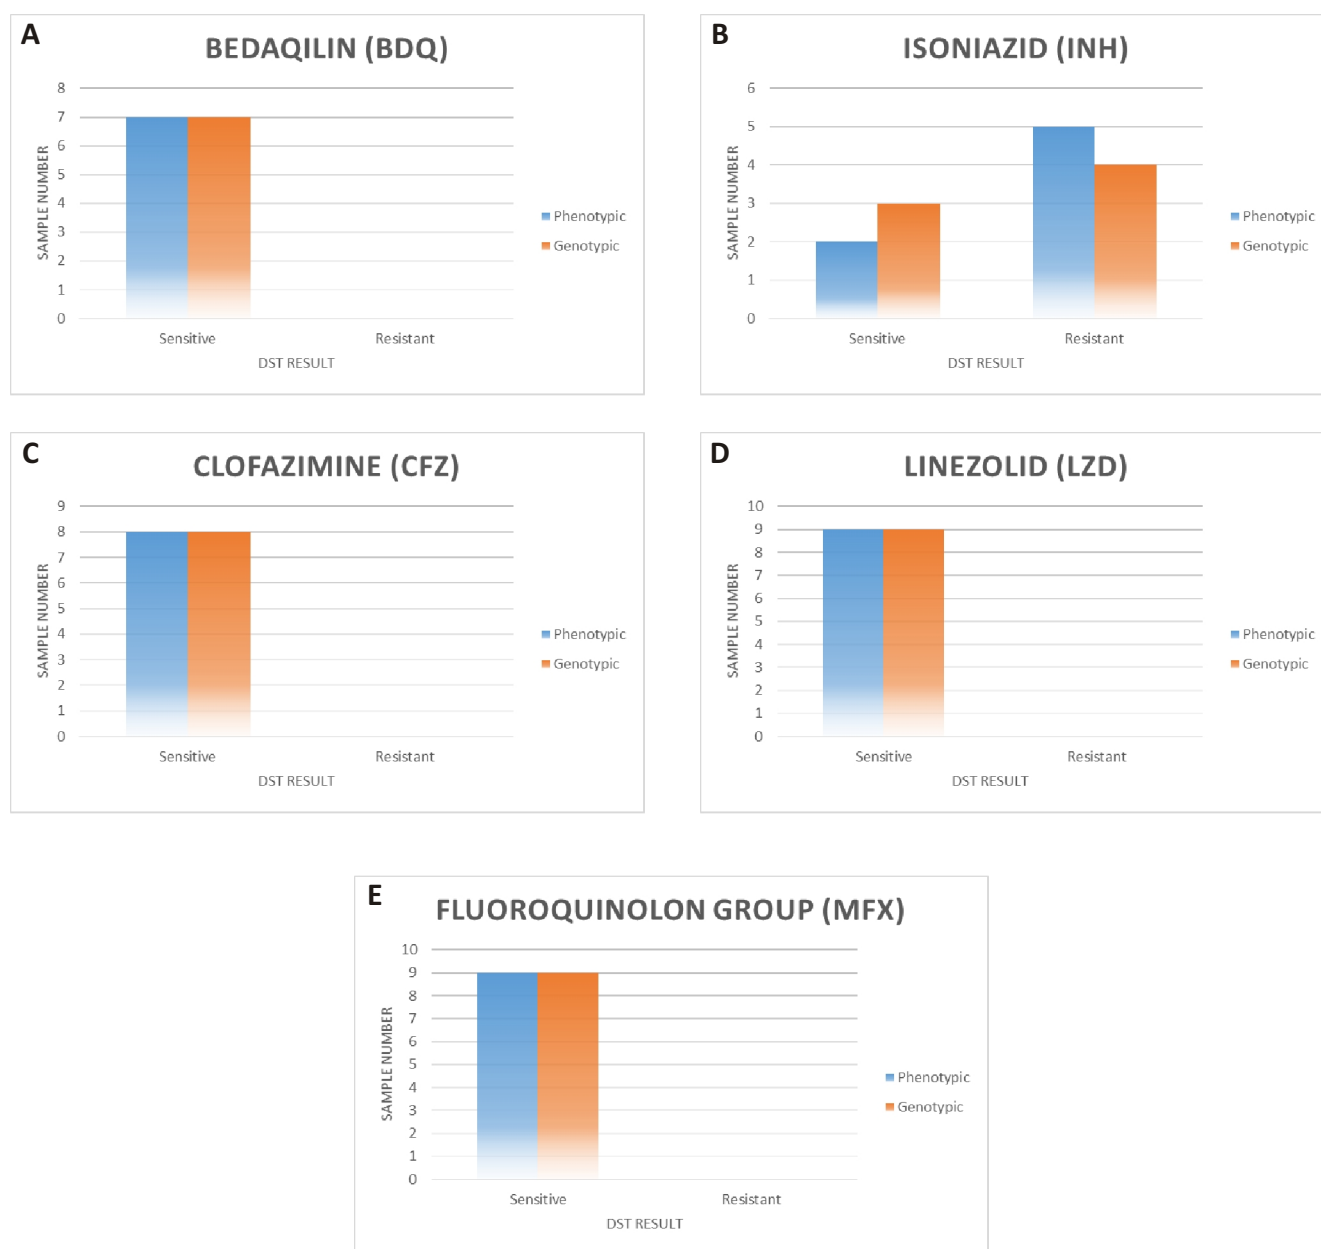 A
BEDAQILIN (BDQ)
SAMPLE NUMBER
8
7
6
5
4
3
2
1
0
Sensitive
Resistant
DST RESULT
Phenotypic
Genotypic
B
ISONIAZID (INH)
SAMPLE NUMBER
6
5
4
3
2
1
0
Sensitive
Resistant
DST RESULT
Phenotypic
Genotypic
C
CLOFAZIMINE (CFZ)
SAMPLE NUMBER
9
8
7
6
5
4
3
2
1
0
Sensitive
Resistant
DST RESULT
Phenotypic
Genotypic
D
LINEZOLID (LZD)
SAMPLE NUMBER
10
9
8
7
6
5
4
3
2
1
0
Sensitive
Resistant
DST RESULT
Phenotypic
Genotypic
E
FLUOROQUINOLON GROUP (MFX)
SAMPLE NUMBER
10
9
8
7
6
5
4
3
2
1
0
Sensitive
Resistant
DST RESULT
Phenotypic
Genotypic